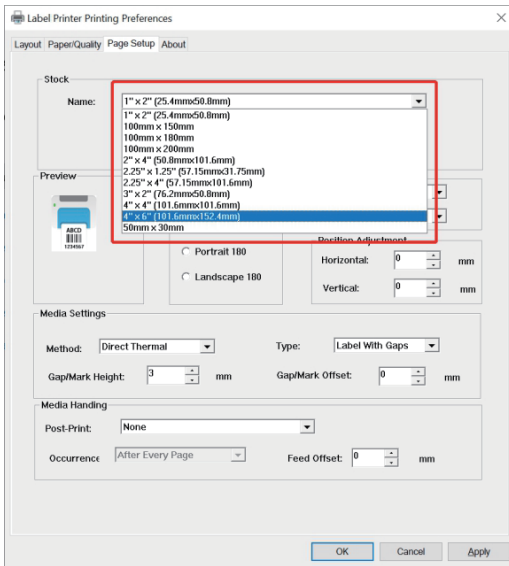 Label Printer Printing Preferences
Layout Paper/Quality Page Setup About
Stock
Name: 1" x 2" (25.4mmx50.8mm)
1" x 2" (25.4mmx50.8mm)
100mm x 150mm
100mm x 180mm
100mm x 200mm
2" x 4" (50.8mmx101.6mm)
2.25" x 1.25" (57.15mmx31.75mm)
2.25" x 4" (57.15mmx101.6mm)
3" x 2" (76.2mmx50.8mm)
4" x 4" (101.6mmx101.6mm)
4" x 6" (101.6mmx152.4mm)
50mm x 30mm
Preview
ABCD
1234567
Portrait 180
Landscape 180
Position Adjustment
Horizontal: 0 mm
Vertical: 0 mm
Media Settings
Method: Direct Thermal Type: Label With Gaps
Gap/Mark Height: 3 mm Gap/Mark Offset: 0 mm
Media Handing
Post-Print: None
Occurrence After Every Page Feed Offset: 0 mm
OK Cancel Apply